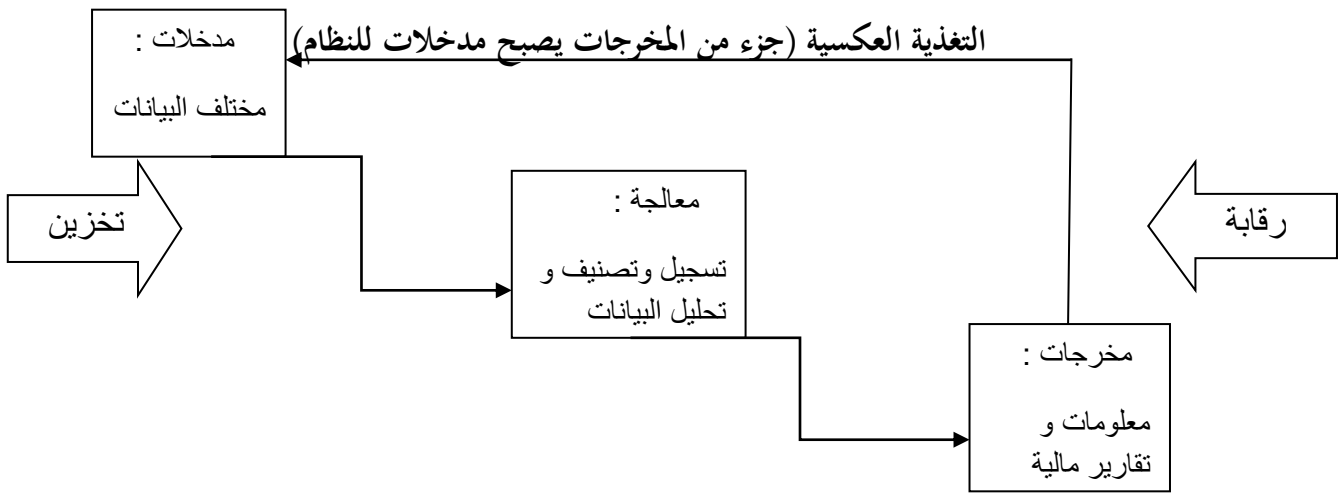 التغذية العكسية (جزء من المخرجات يصبح مدخلات للنظام)
مدخلات :
مختلف البيانات
رقابة
معالجة :
تسجيل وتصنيف و
تحليل البيانات
تخزين
مخرجات :
معلومات و
تقارير مالية